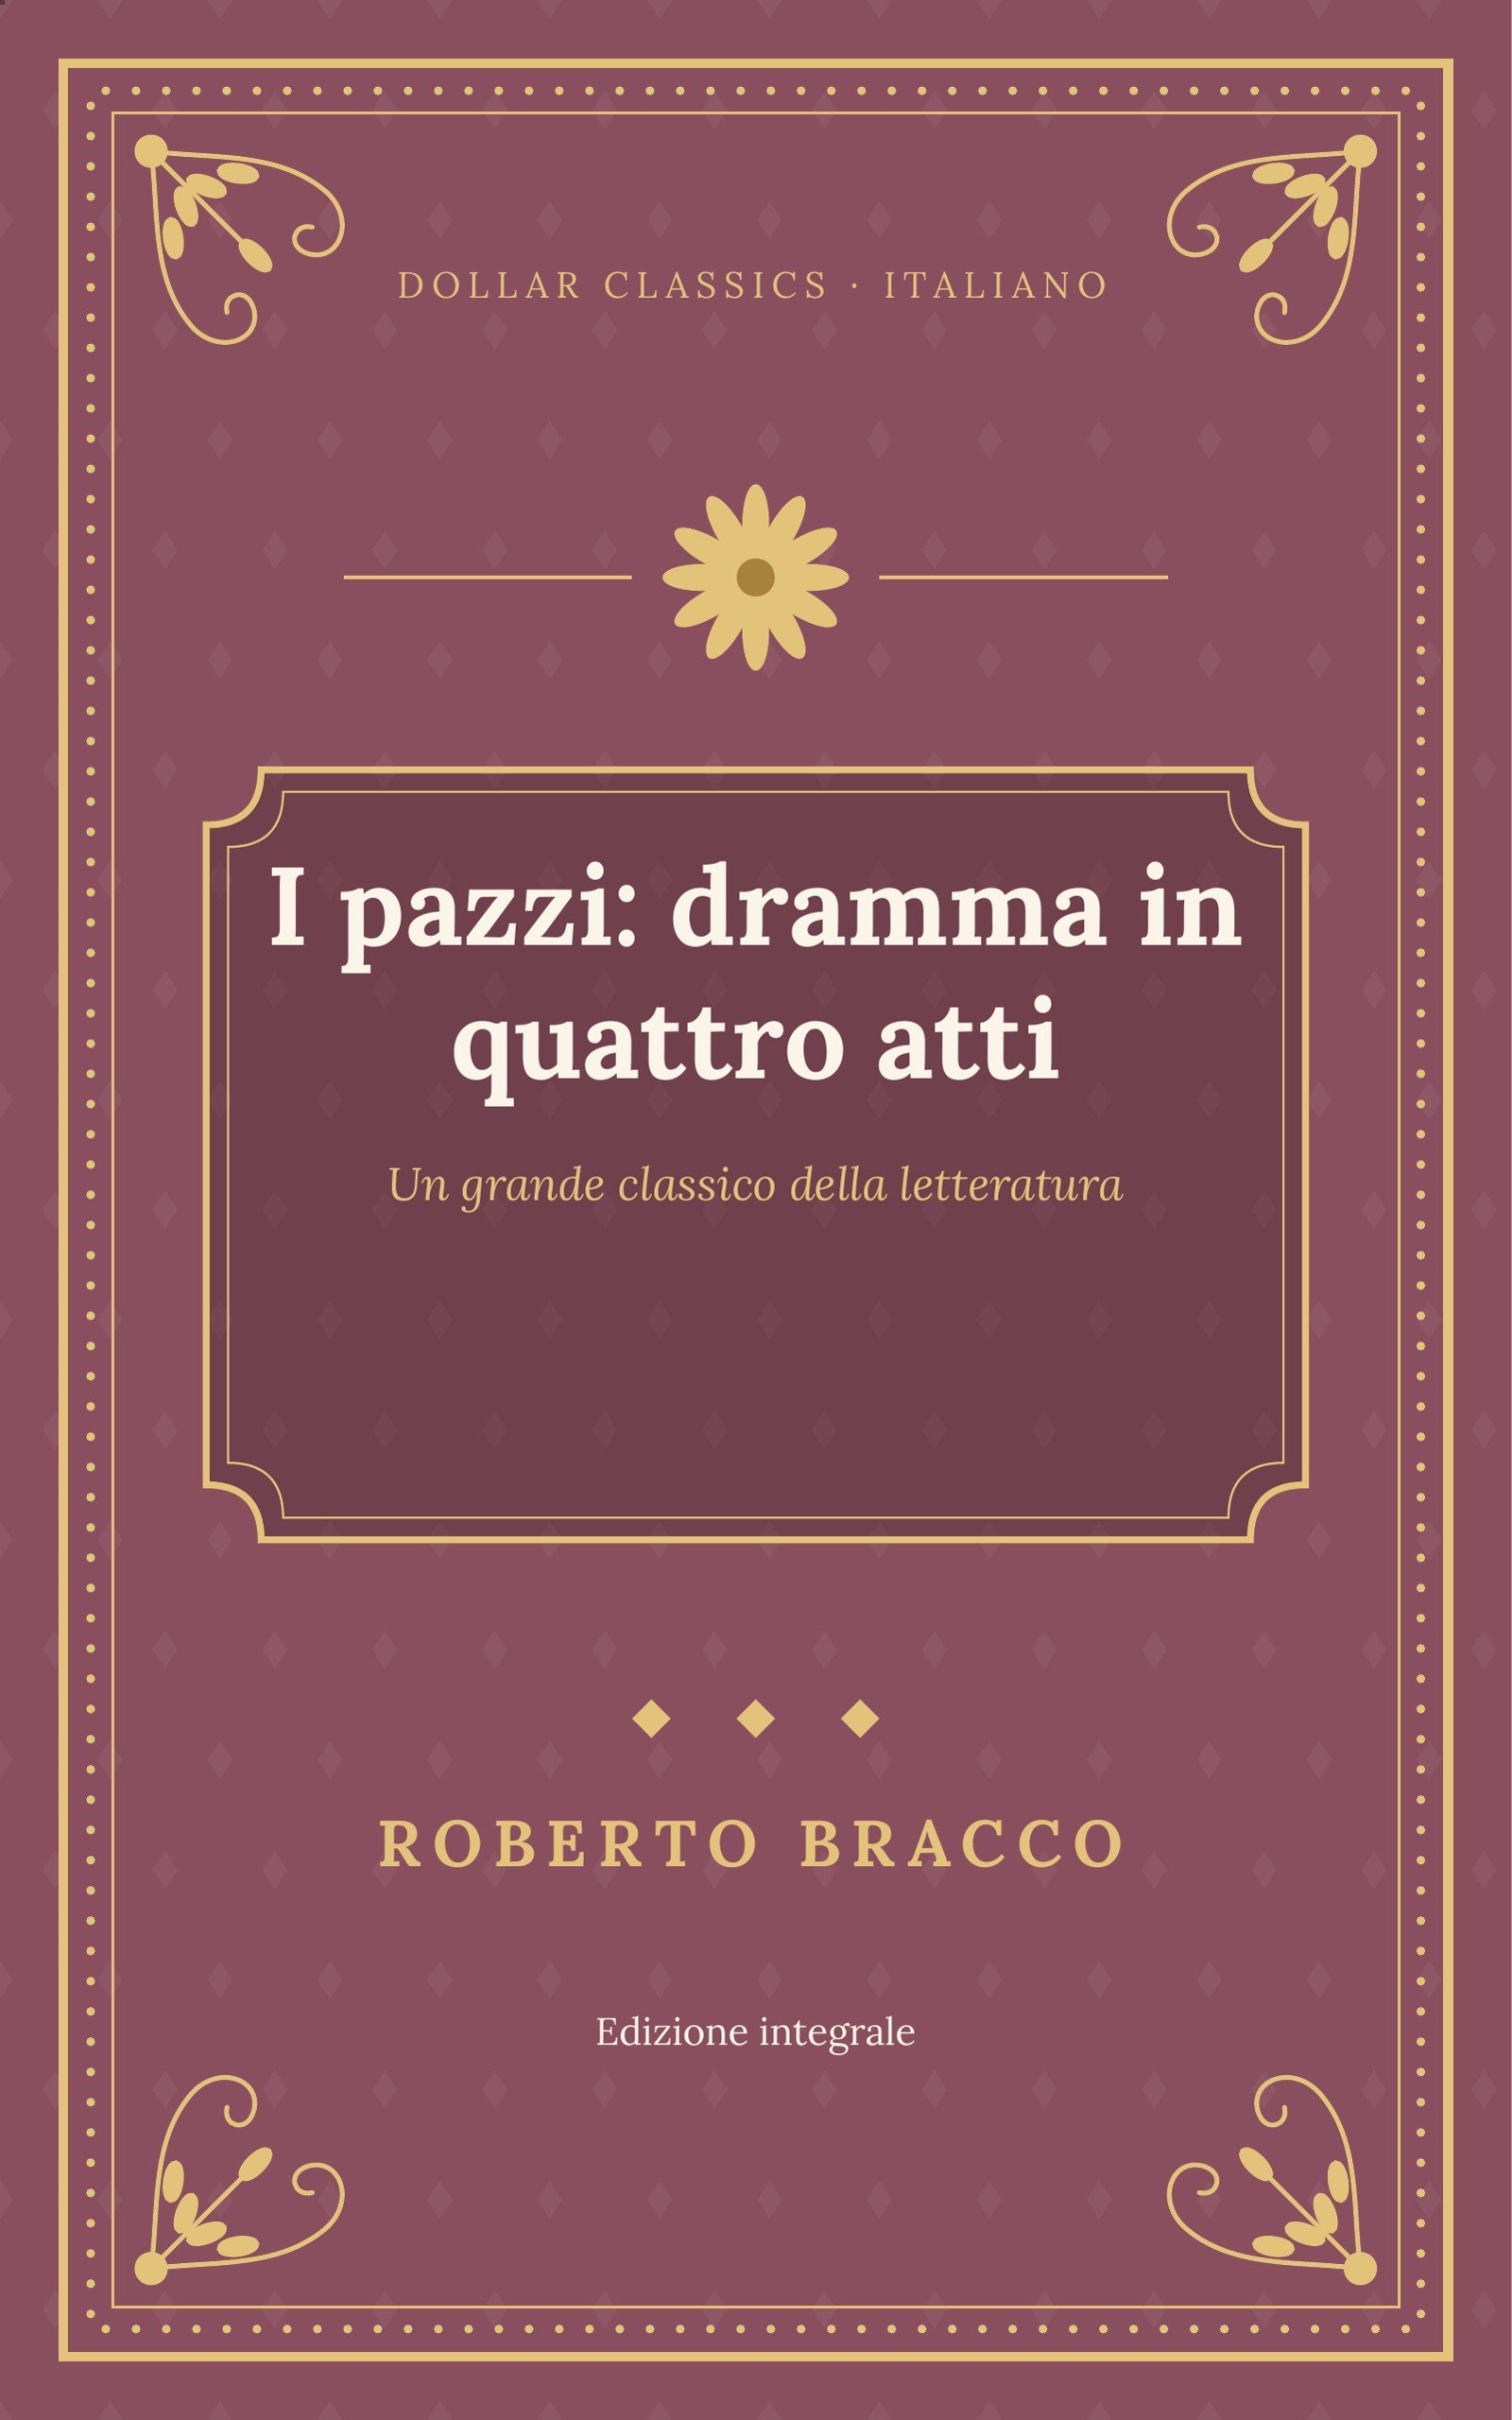 DOLLAR CLASSICS · ITALIANO
I pazzi: dramma in
quattro atti
Un grande classico della letteratura
ROBERTO BRACCO
Edizione integrale